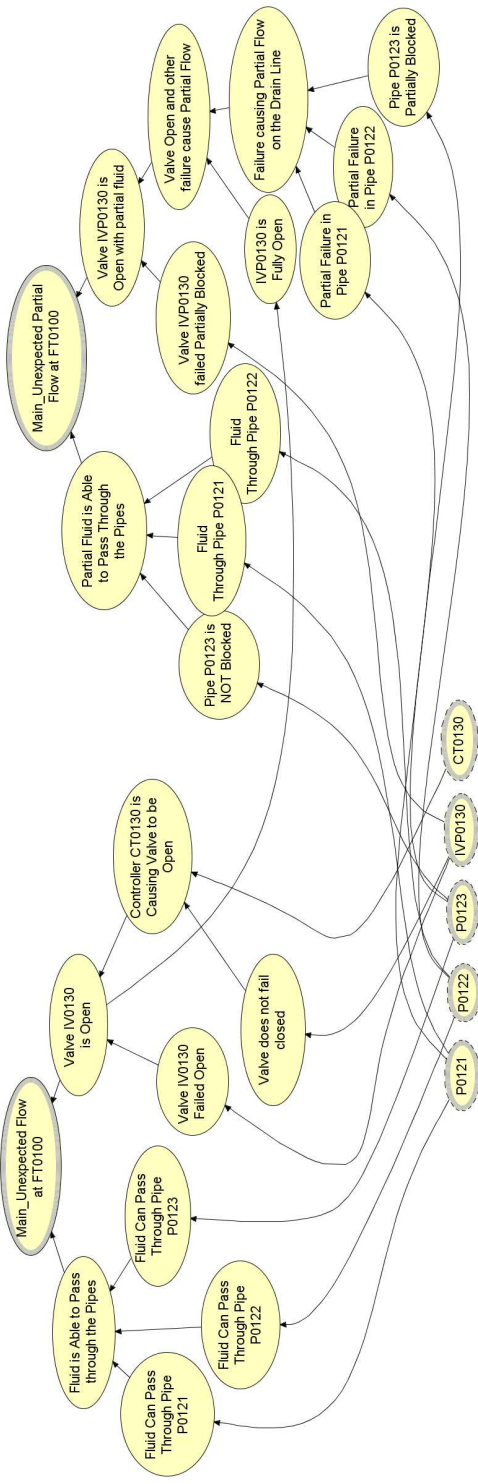 Main_Unexpected Flow
at FT0100
Main_Unexpected Partial
Flow at FT0100
Fluid is Able to Pass
through the Pipes
Valve IV0130
is Open
Partial Fluid is Able
to Pass Through
the Pipes
Valve IVP0130 is
Open with partial fluid
Fluid Can Pass
Through Pipe
P0121
Fluid Can Pass
Through Pipe
P0122
Fluid Can Pass
Through Pipe
P0123
Valve IV0130
Failed Open
Controller CT0130 is
Causing Valve to be
Open
Valve does not fail
closed
Pipe P0123 is
NOT Blocked
Fluid
Through Pipe P0121
Fluid
Through Pipe P0122
Valve IVP0130
failed Partially Blocked
Valve Open and other
failure cause Partial Flow
IVP0130 is
Fully Open
Failure causing Partial Flow
on the Drain Line
Partial Failure in
Pipe P0121
Partial Failure
in Pipe P0122
Pipe P0123 is
Partially Blocked
P0121
P0122
P0123
IVP0130
CT0130